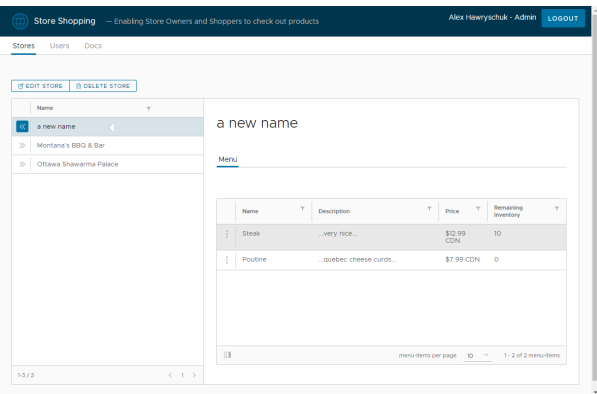 Store Shopping — Enabling Store Owners and Shoppers to check out products
Alex Hawryschuk - Admin LOGOUT
Stores Users Docs
EDIT STORE DELETE STORE
Name
a new name
Montana's BBQ & Bar
Ottawa Shawarma Palace
1-3 / 3
1
a new name
Menu
Name Description Price Remaining Inventory
Steak ...very nice... $12.99 CDN 10
Poutine ...quebec cheese curds... $7.99 CDN 0
menu-items per page 10 1 - 2 of 2 menu-items